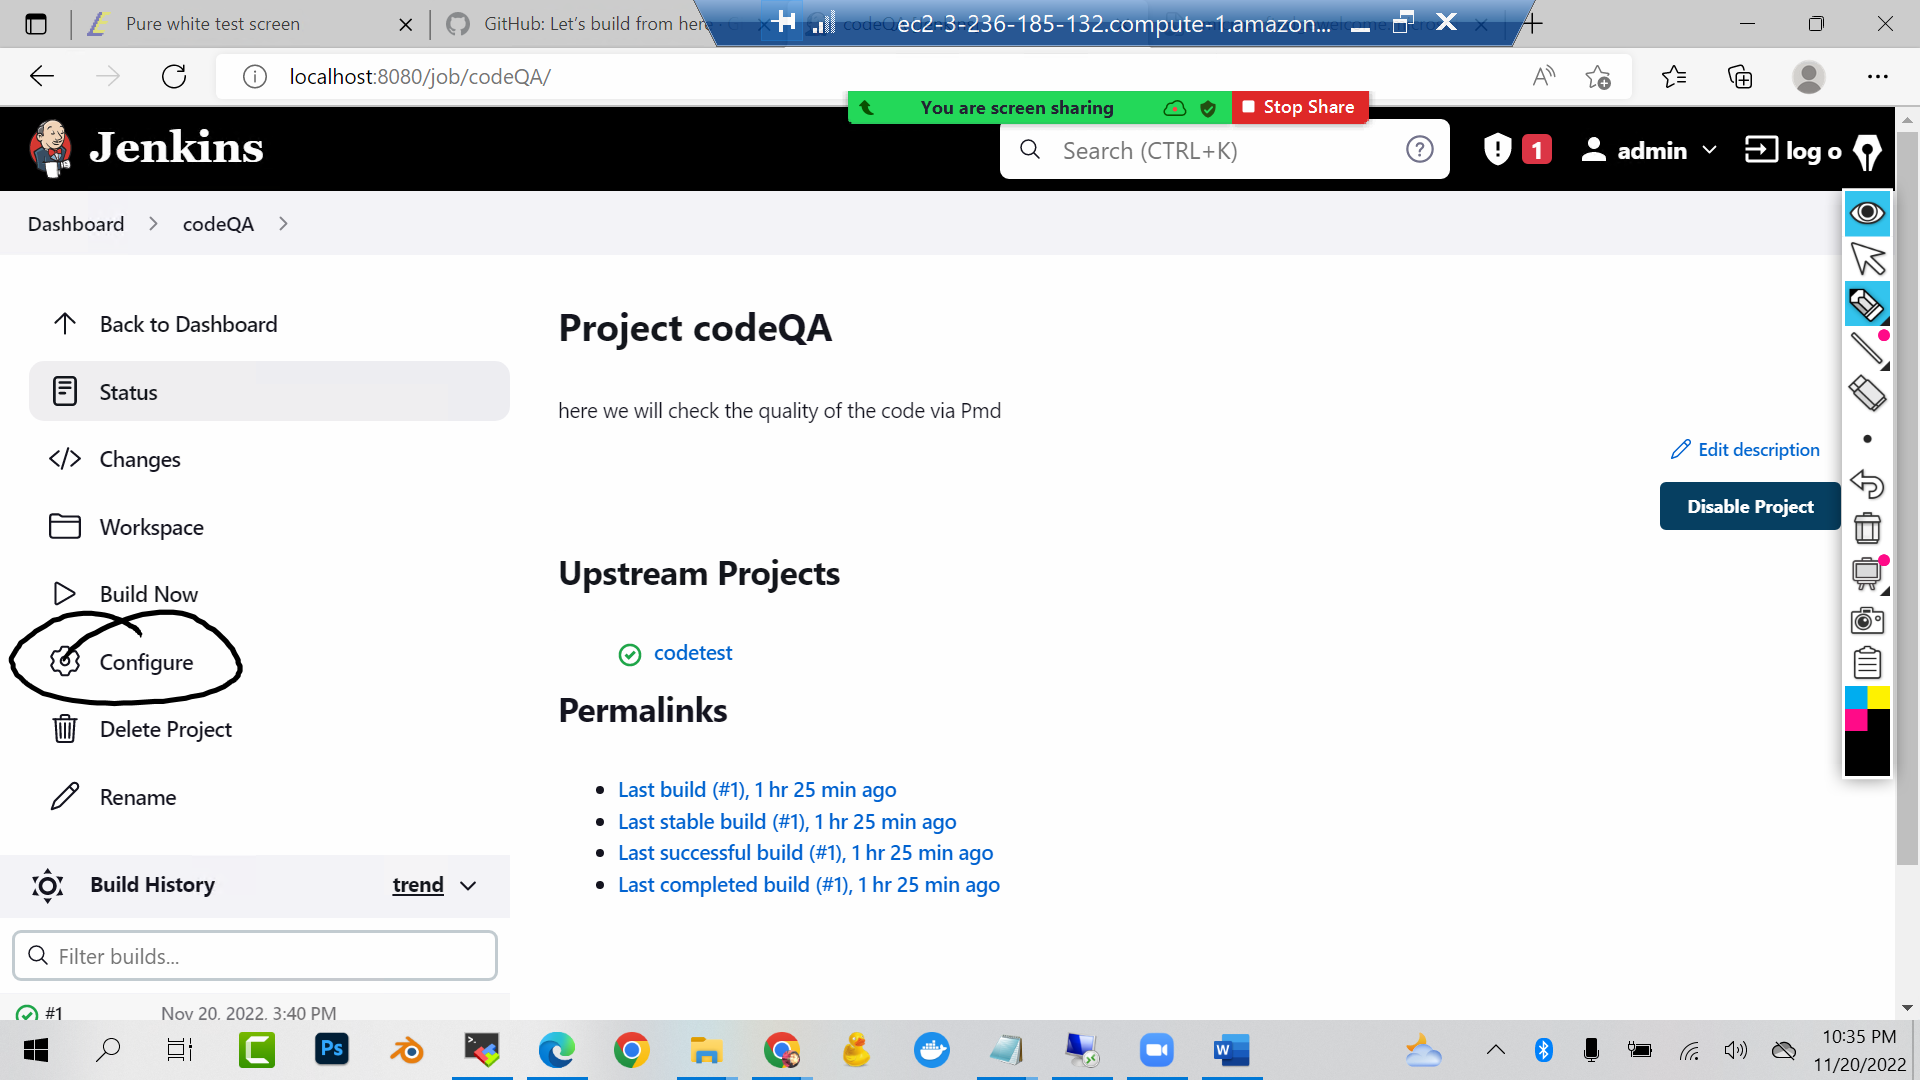 Pure white test screen
GitHub: Let's build from here
ec2-3-236-185-132.compute-1.amazon...
localhost:8080/job/codeQA/
You are screen sharing
Stop Share
Jenkins
Search (CTRL+K)
1
admin
log o
Dashboard
codeQA
Back to Dashboard
Status
Changes
Workspace
Build Now
Configure
Delete Project
Rename
Build History
trend
Filter builds...
#1
Nov 20, 2022, 3:40 PM
Project codeQA
here we will check the quality of the code via Pmd
Edit description
Disable Project
Upstream Projects
codetest
Permalinks
Last build (#1), 1 hr 25 min ago
Last stable build (#1), 1 hr 25 min ago
Last successful build (#1), 1 hr 25 min ago
Last completed build (#1), 1 hr 25 min ago
Ps
10:35 PM
11/20/2022